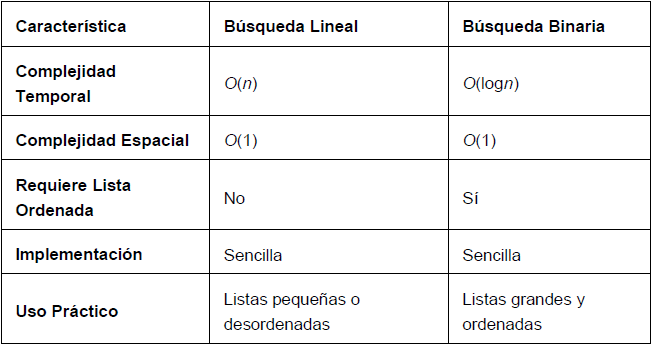 Característica Búsqueda Lineal Búsqueda Binaria
Complejidad
Temporal
O(n) O(logn)
Complejidad Espacial O(1) O(1)
Requiere Lista
Ordenada
No Sí
Implementación Sencilla Sencilla
Uso Práctico
Listas pequeñas o
desordenadas
Listas grandes y
ordenadas